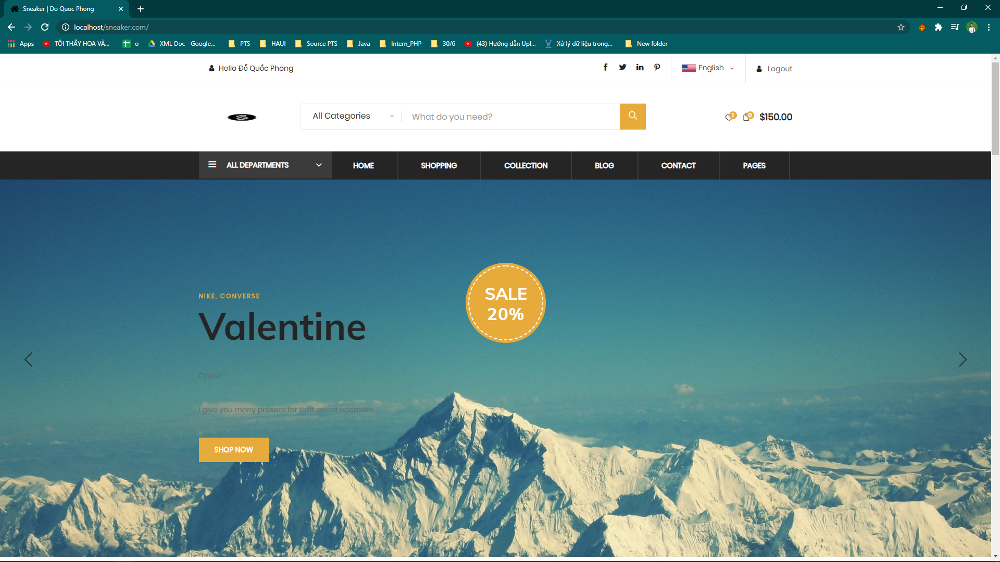 Sneaker | Do Quoc Phong
localhost/sneaker.com/
Apps TÔI THẤY HOA VÀ... o XML Doc - Google... PTS HAUI Source PTS Java Intern_PHP 30/6 (43) Hướng dẫn Upl... Xử lý dữ liệu trong... New folder
Hello Đỗ Quốc Phong English Logout
All Categories What do you need? 1 0 $150.00
ALL DEPARTMENTS HOME SHOPPING COLLECTION BLOG CONTACT PAGES
SALE
20%
NIKE, CONVERSE
Valentine
Opps!!
I give you many present for that sweet occasion
SHOP NOW